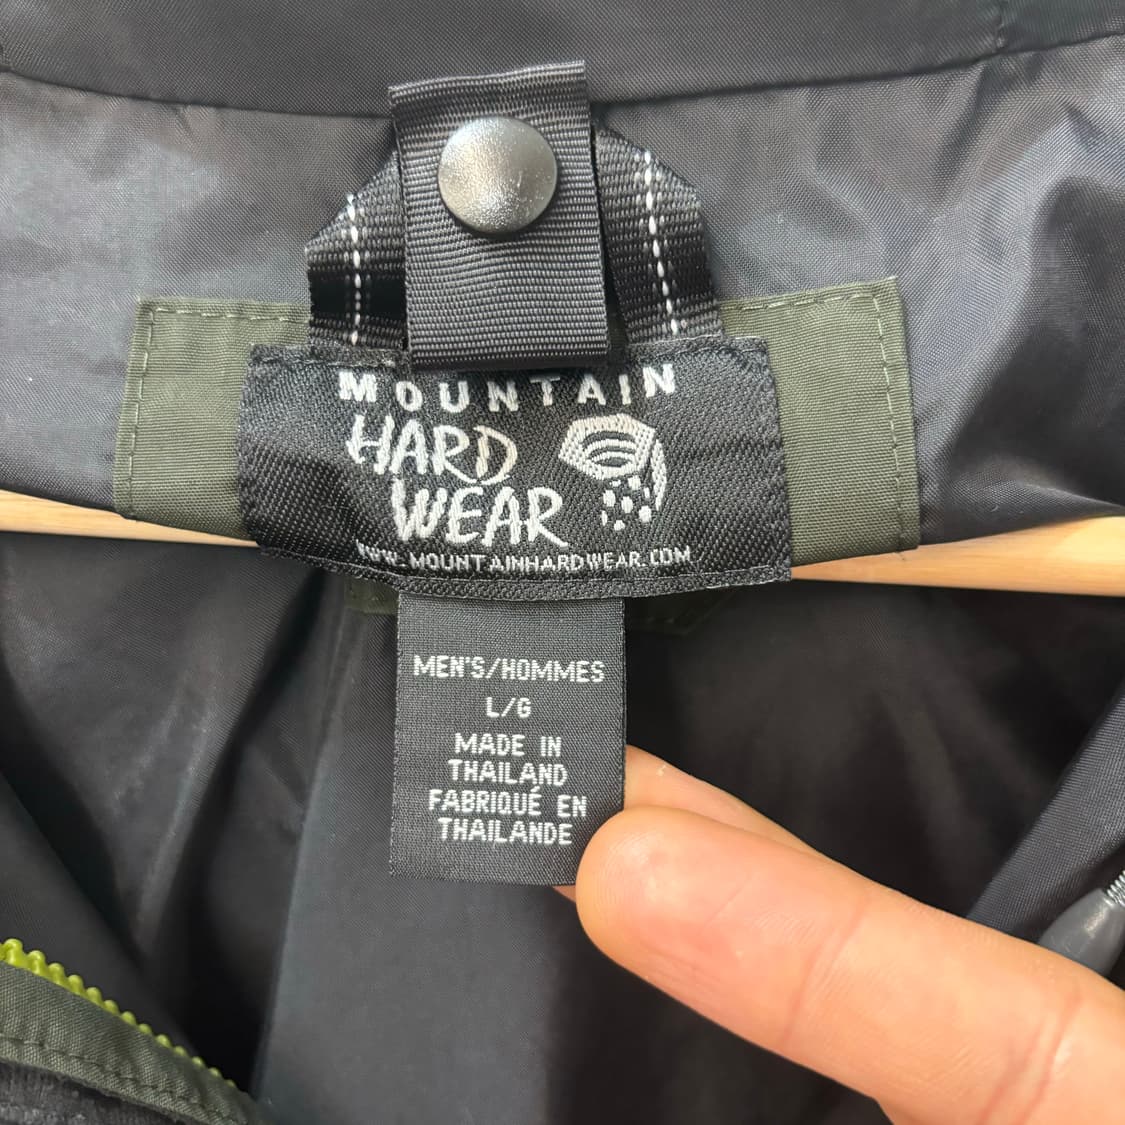 MOUNTAIN
HARD
WEAR
WWW.MOUNTAINHARDWEAR.COM
MEN'S/HOMMES
L/G
MADE IN
THAILAND
FABRIQUÉ EN
THAILANDE